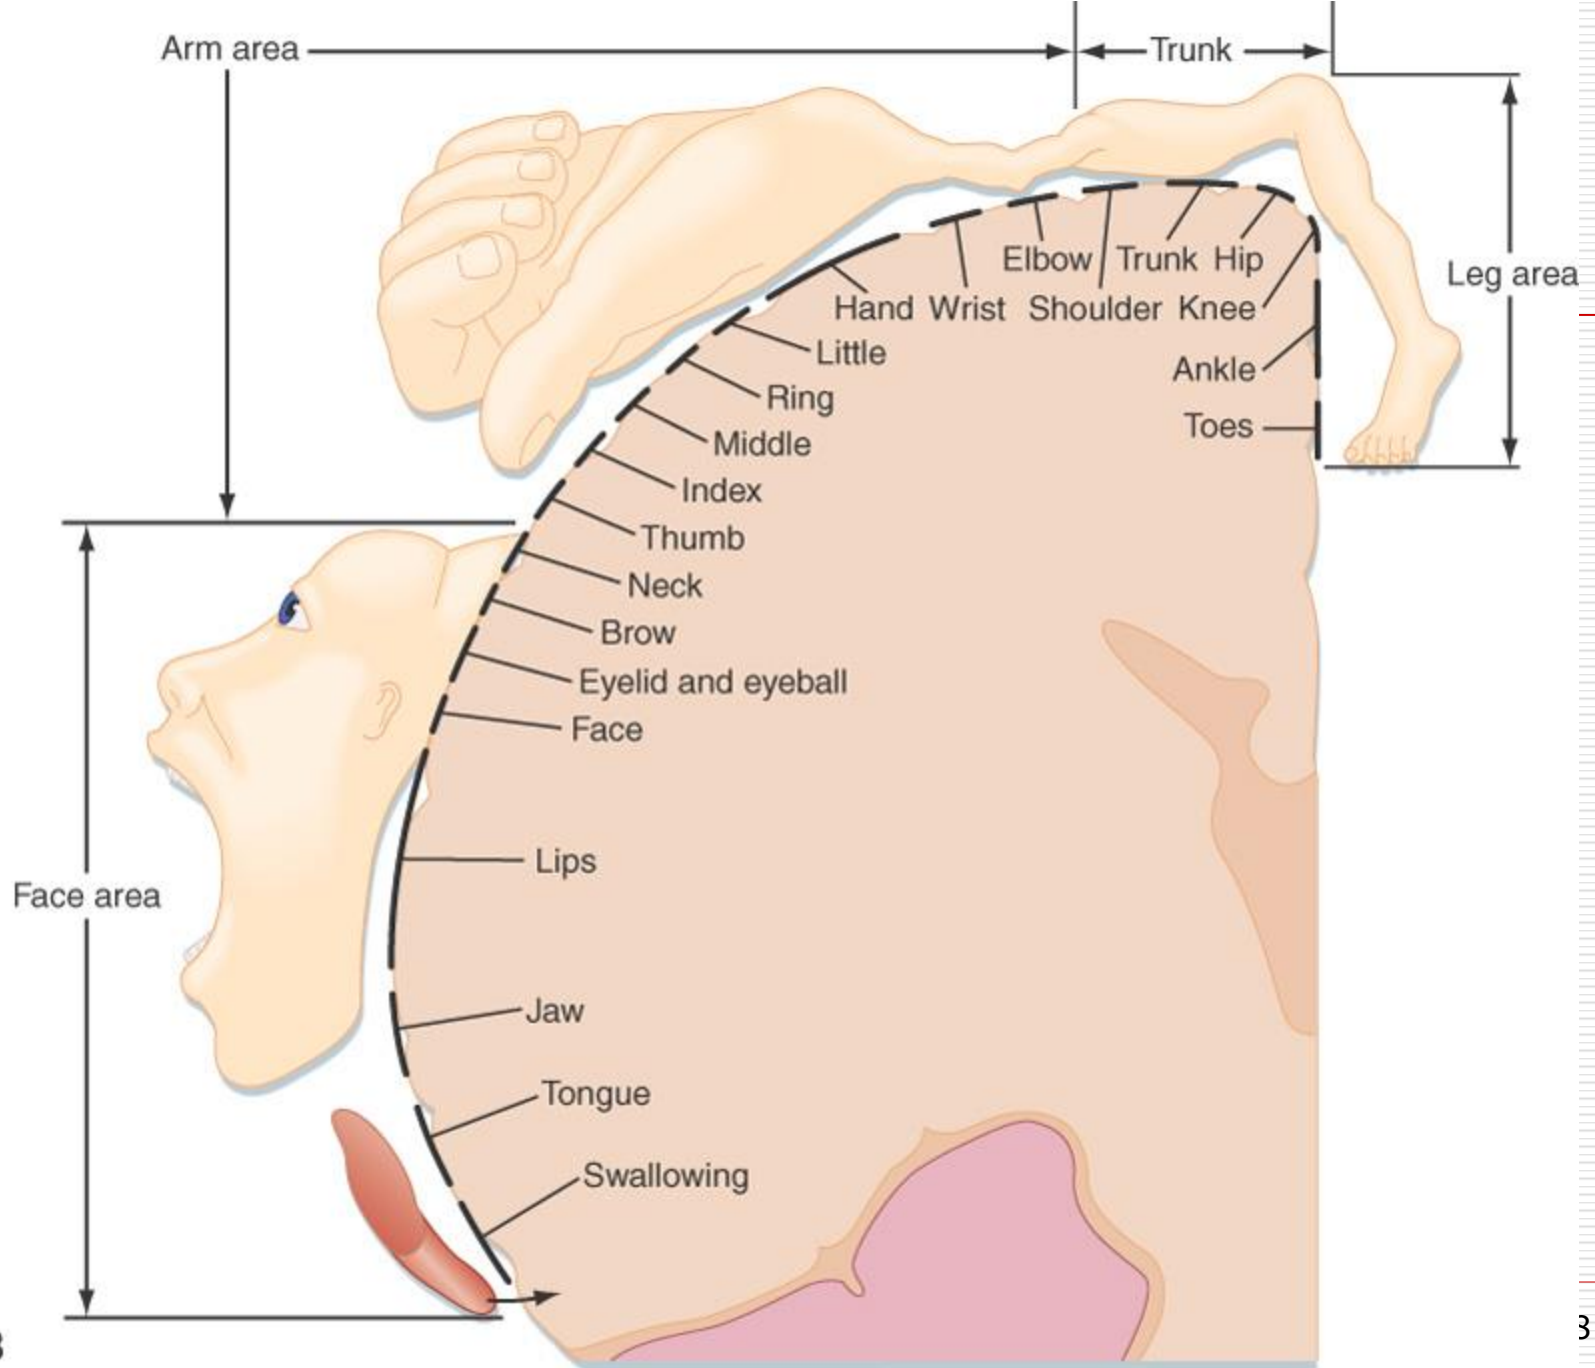 Arm area
Trunk
Leg area
Elbow
Trunk
Hip
Hand
Wrist
Shoulder
Knee
Little
Ankle
Ring
Toes
Middle
Index
Thumb
Neck
Brow
Eyelid and eyeball
Face
Lips
Face area
Jaw
Tongue
Swallowing